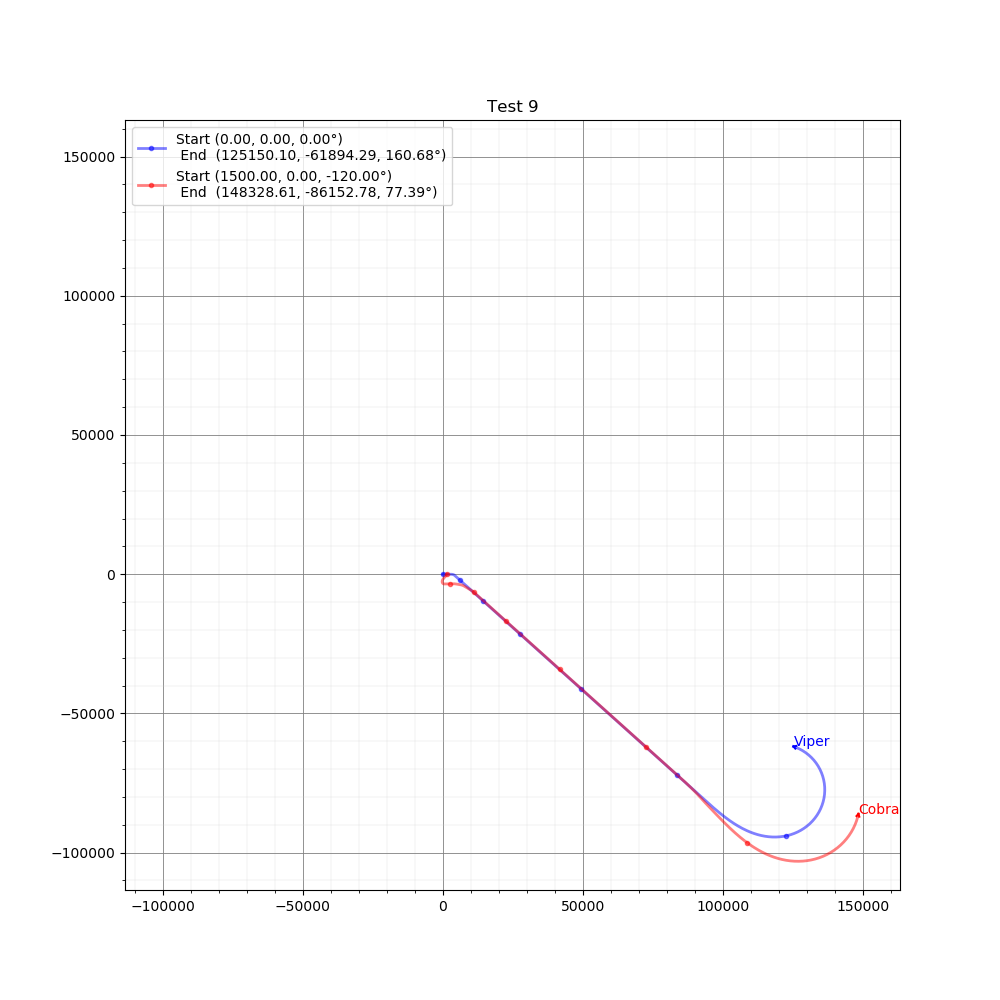 Test 9
Start (0.00, 0.00, 0.00°)
End  (125150.10, -61894.29, 160.68°)
Start (1500.00, 0.00, -120.00°)
End  (148328.61, -86152.78, 77.39°)
150000
100000
50000
0
−50000
−100000
Viper
Cobra
−100000
−50000
0
50000
100000
150000